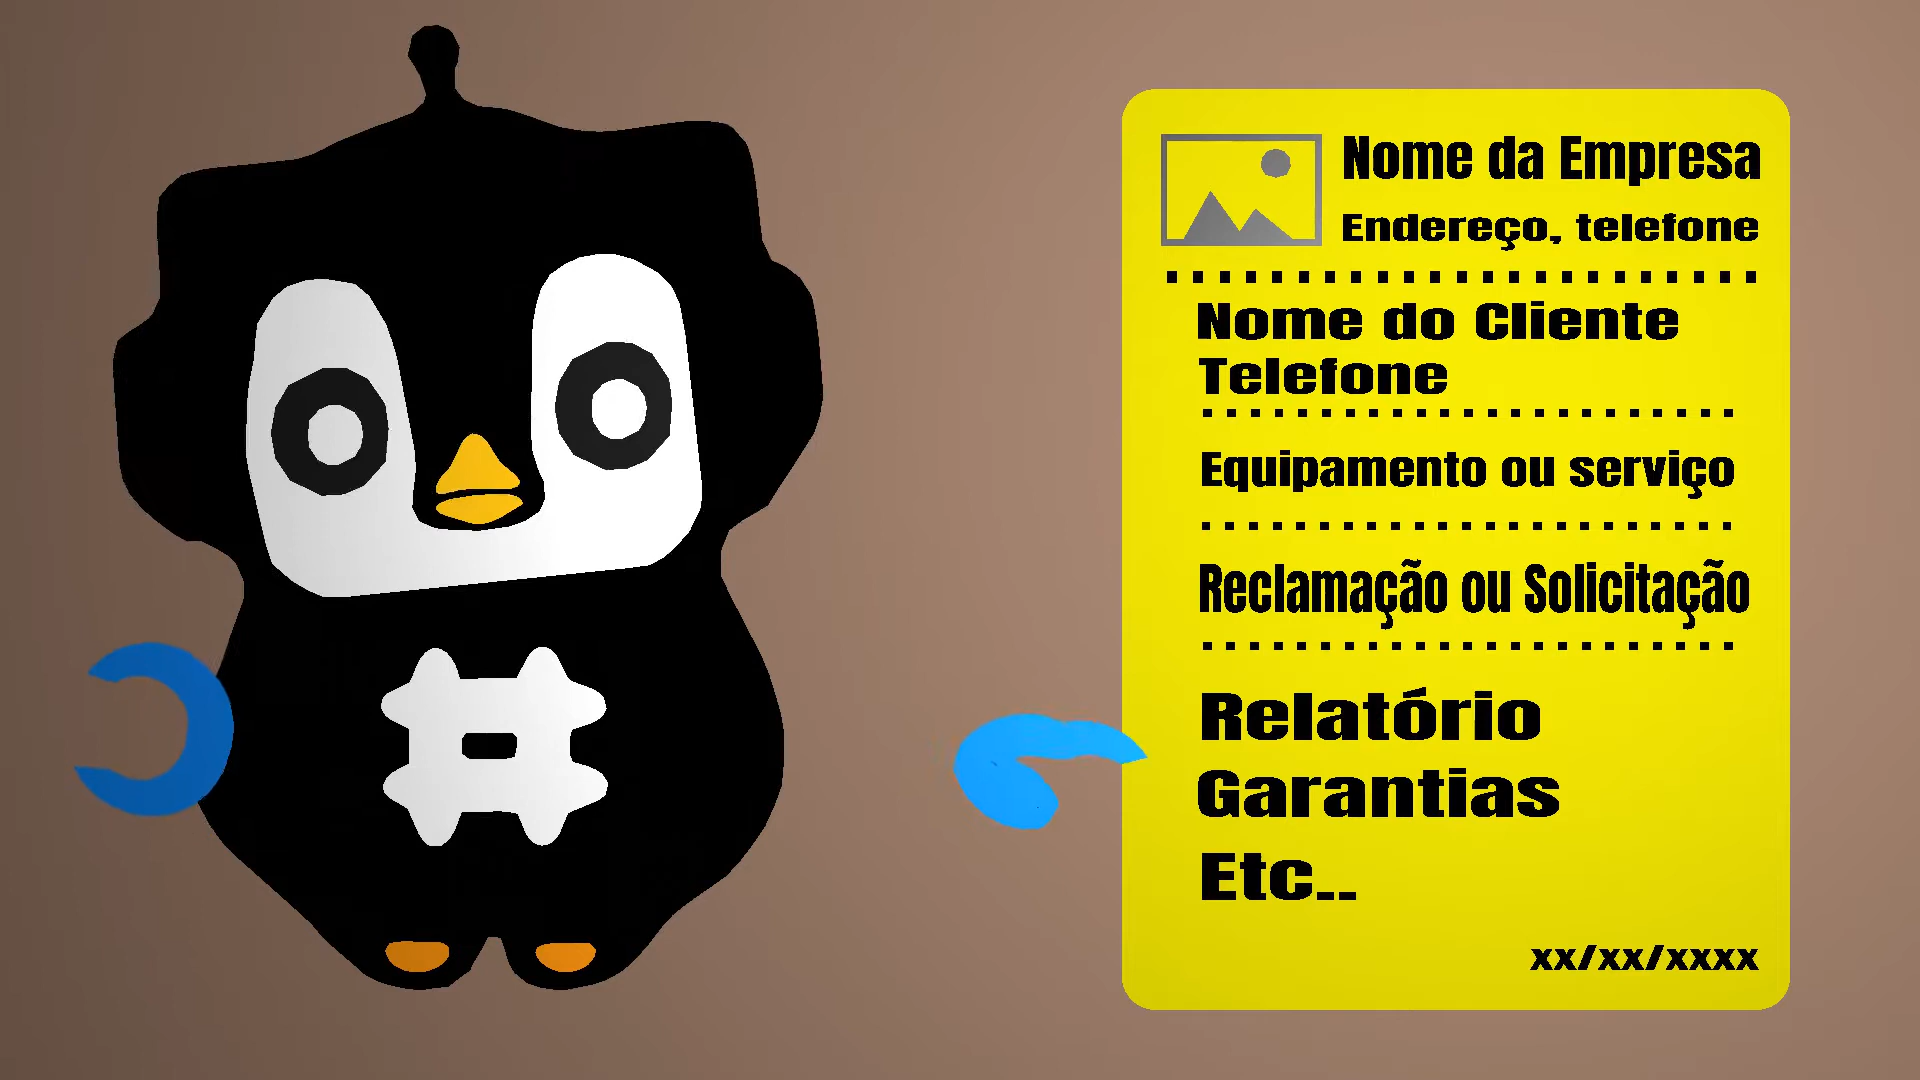 #
Nome da Empresa
Endereço, telefone
Nome do Cliente
Telefone
Equipamento ou serviço
Reclamação ou Solicitação
Relatório
Garantias
Etc..
xx/xx/xxxx